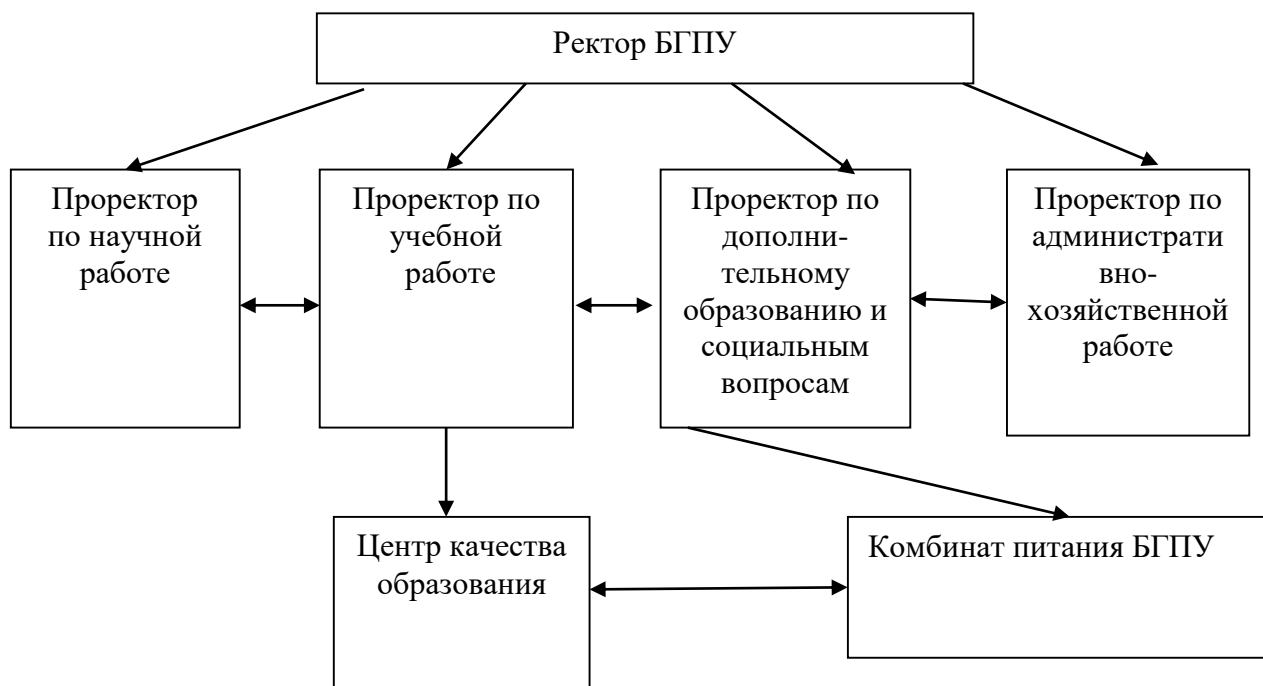 Ректор БГПУ
Проректор
по научной
работе
Проректор по
учебной
работе
Проректор по
дополни-
тельному
образованию и
социальным
вопросам
Проректор по
администрати
вно-
хозяйственной
работе
Центр качества
образования
Комбинат питания БГПУ